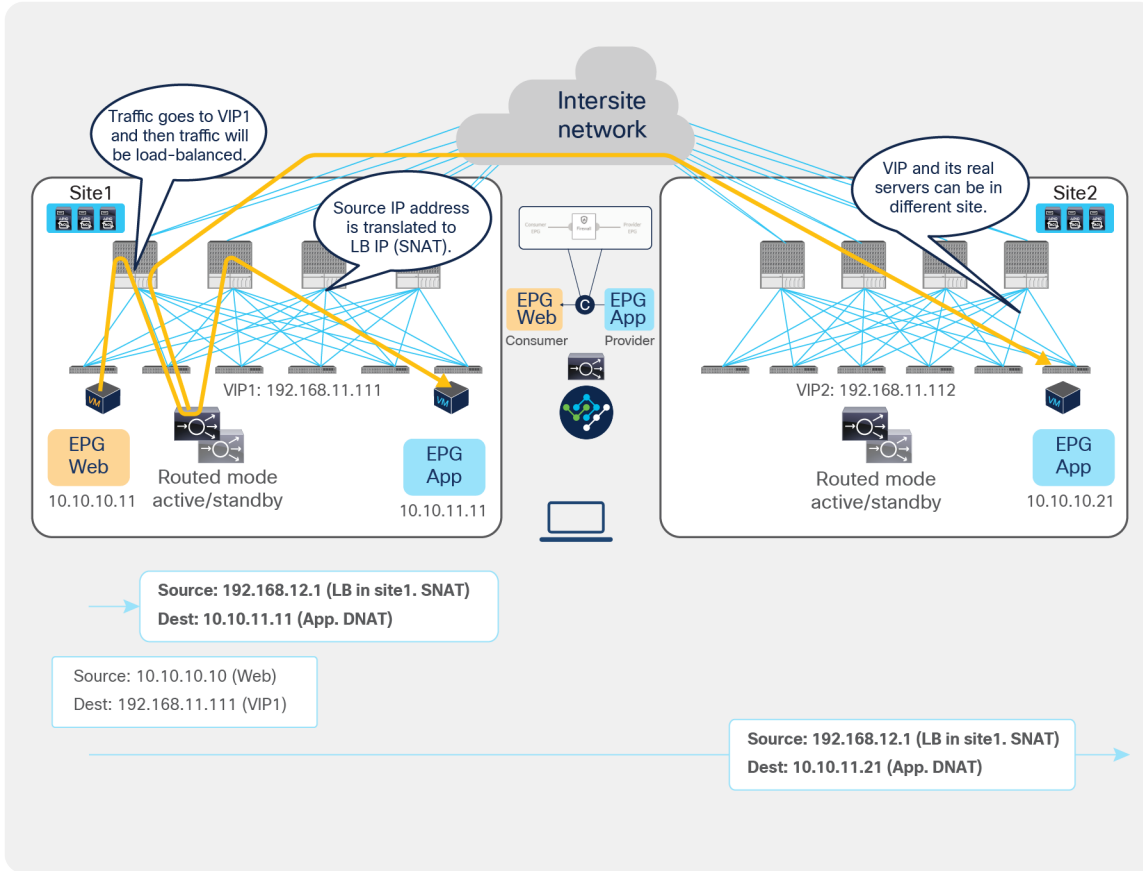 Intersite
network
Traffic goes to VIP1
and then traffic will
be load-balanced.
VIP and its real
servers can be in
different site.
Site1
Source IP address
is translated to
LB IP (SNAT).
Site2
Consumer
EPG
Firewall
Provider
EPG
EPG
Web
C
EPG
App
Consumer
Provider
VIP1: 192.168.11.111
VIP2: 192.168.11.112
VM
VM
VM
EPG
Web
10.10.10.11
Routed mode
active/standby
EPG
App
10.10.11.11
Routed mode
active/standby
EPG
App
10.10.10.21
Source: 192.168.12.1 (LB in site1. SNAT)
Dest: 10.10.11.11 (App. DNAT)
Source: 10.10.10.10 (Web)
Dest: 192.168.11.111 (VIP1)
Source: 192.168.12.1 (LB in site1. SNAT)
Dest: 10.10.11.21 (App. DNAT)